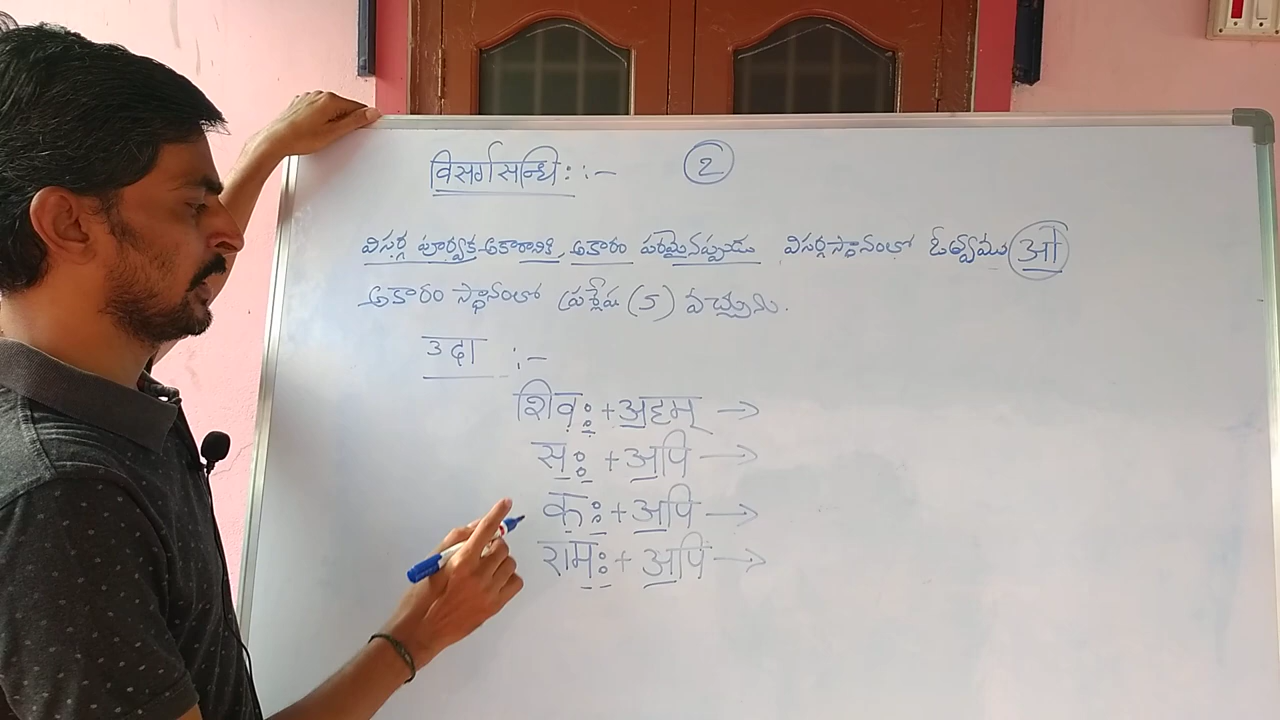 विसर्गसन्धिः :- 2
విసర్గ పూర్వక అకారానికి అకారం పరమైనప్పుడు విసర్గస్థానంలో ఓత్వము ओ
అకారం స్థానంలో ప్రశ్లేష (ऽ) వచ్చును.
उदा :-
शिवः + अहम् →
सः + अपि →
कः + अपि →
रामः + अपि →